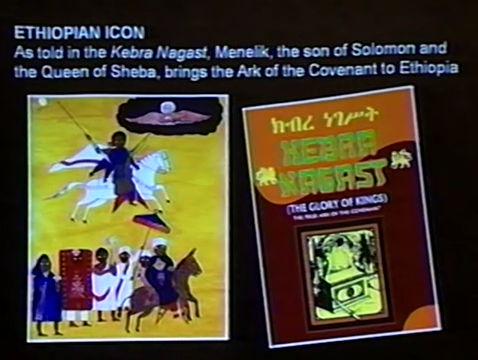 ETHIOPIAN ICON
As told in the Kebra Nagast, Menelik, the son of Solomon and
the Queen of Sheba, brings the Ark of the Covenant to Ethiopia
ክብረ ነገሥት
KEBRA
NAGAST
(THE GLORY OF KINGS)
THE TRUE ARK OF THE COVENANT